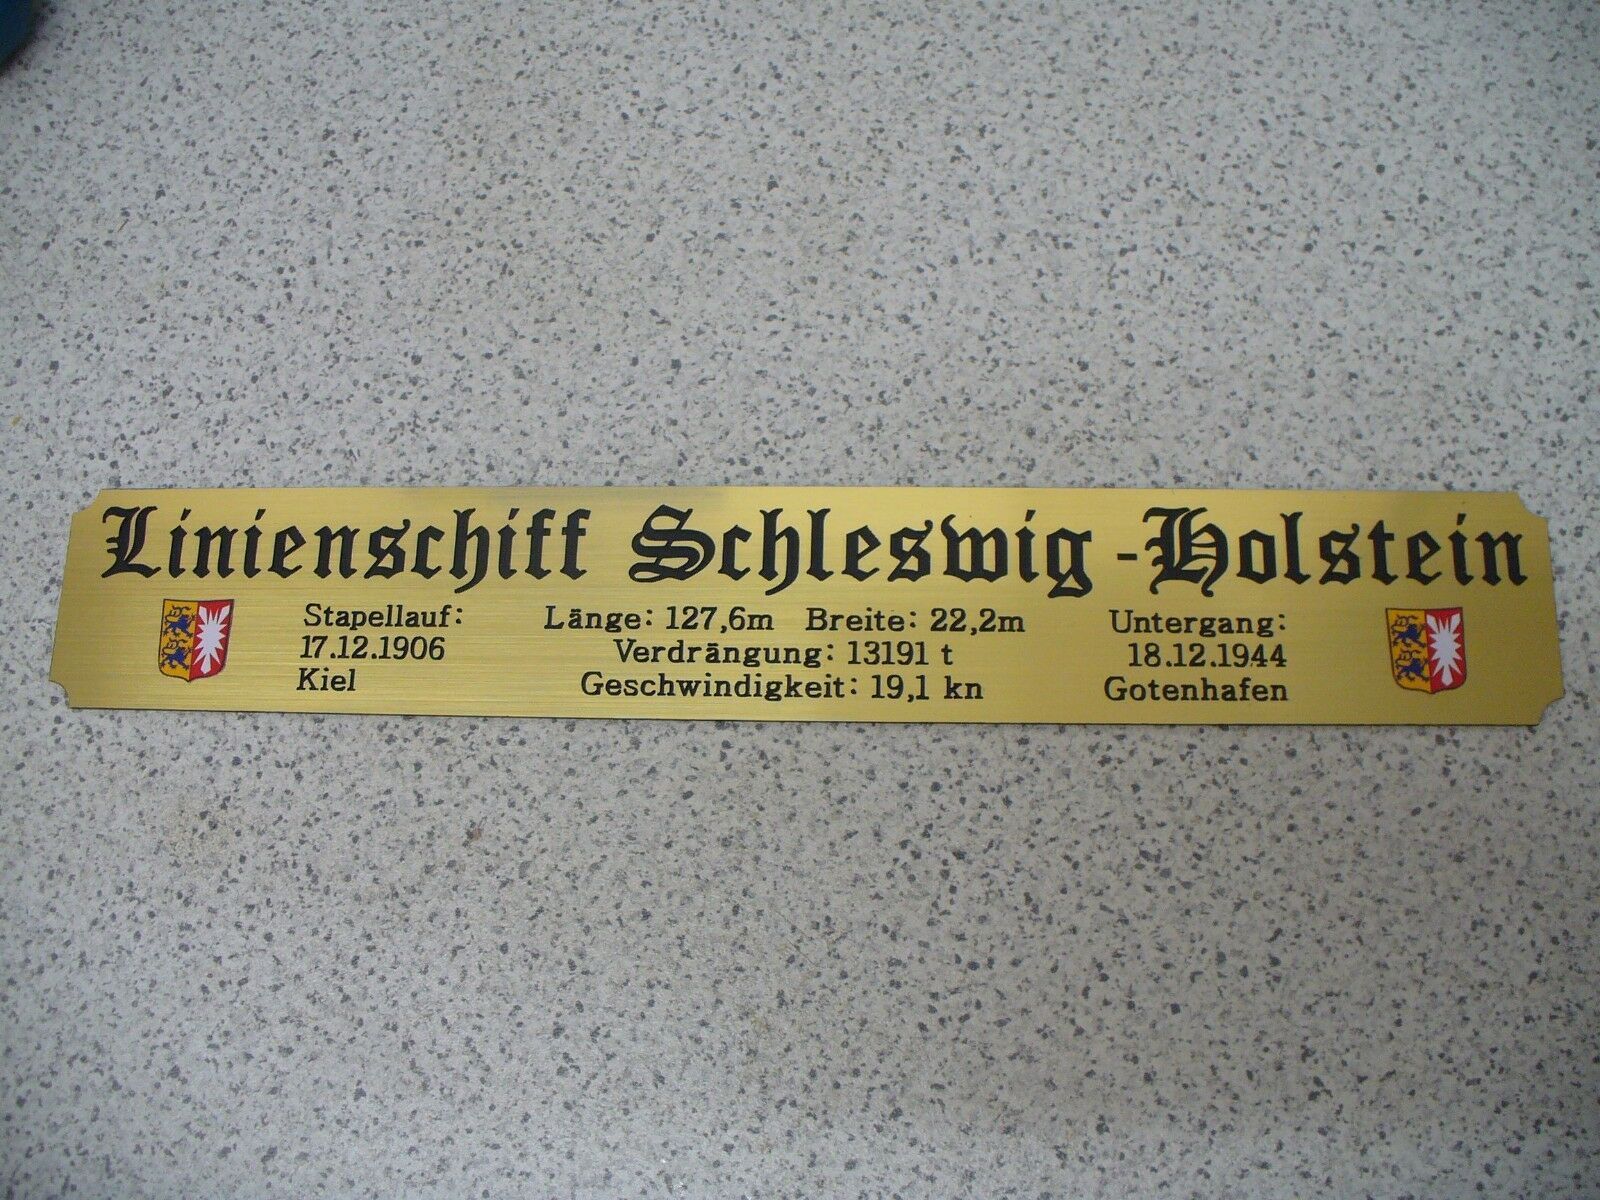 Linienschiff Schleswig - Holstein
Stapellauf:
17.12.1906
Kiel
Länge: 127,6m Breite: 22,2m
Verdrängung: 13191 t
Geschwindigkeit: 19,1 kn
Untergang:
18.12.1944
Gotenhafen